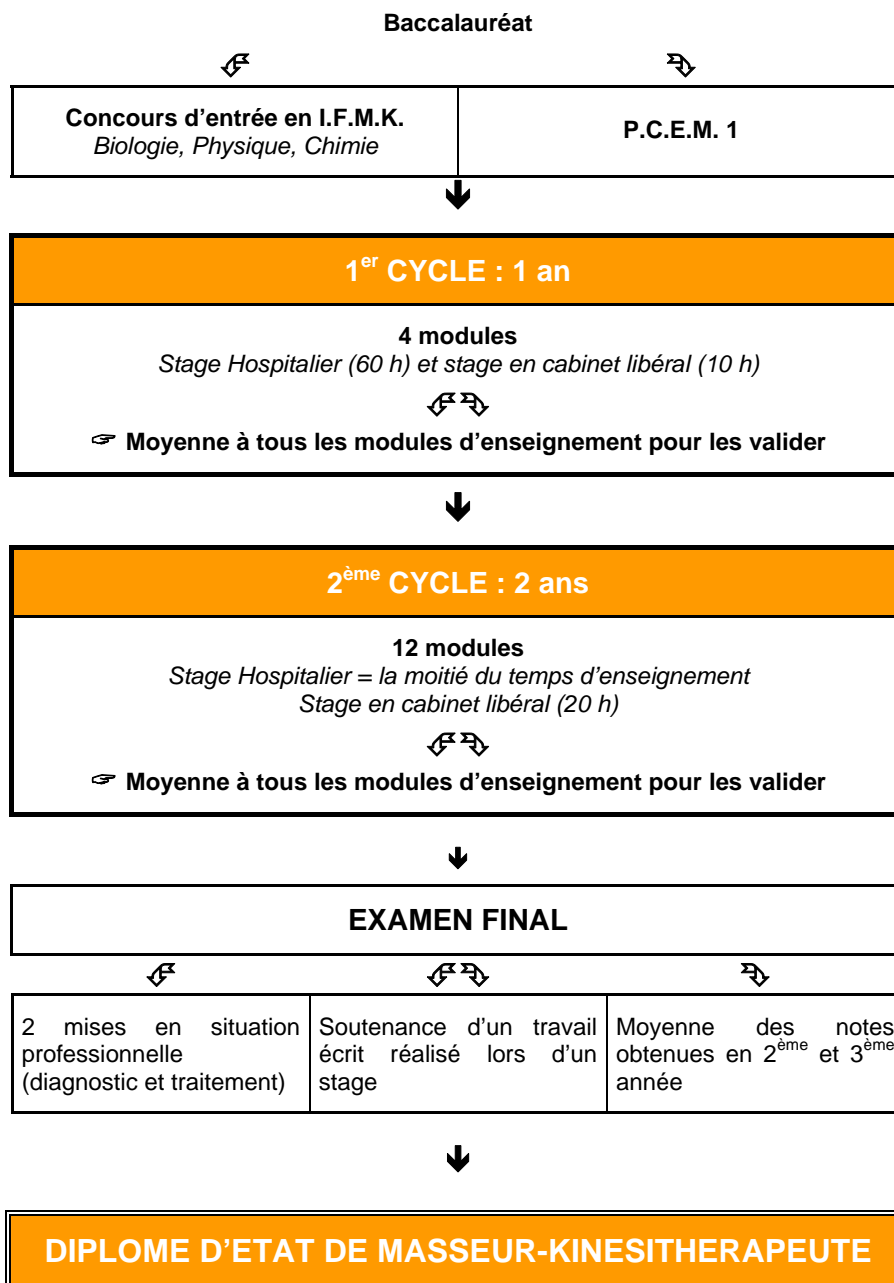 Baccalauréat
Concours d'entrée en I.F.M.K.
Biologie, Physique, Chimie
P.C.E.M. 1
1er CYCLE : 1 an
4 modules
Stage Hospitalier (60 h) et stage en cabinet libéral (10 h)
☞ Moyenne à tous les modules d'enseignement pour les valider
2ème CYCLE : 2 ans
12 modules
Stage Hospitalier = la moitié du temps d'enseignement
Stage en cabinet libéral (20 h)
☞ Moyenne à tous les modules d'enseignement pour les valider
EXAMEN FINAL
2 mises en situation
professionnelle
(diagnostic et traitement)
Soutenance d'un travail
écrit réalisé lors d'un
stage
Moyenne des notes
obtenues en 2ème et 3ème
année
DIPLOME D'ETAT DE MASSEUR-KINESITHERAPEUTE